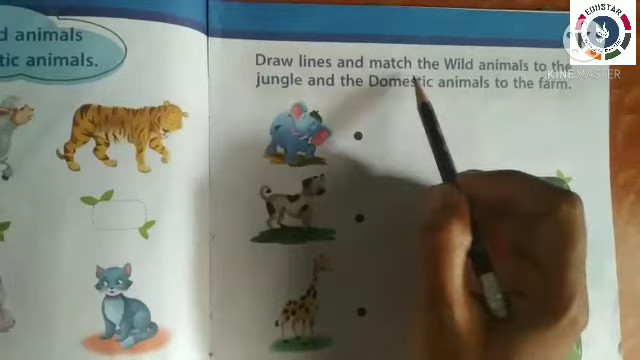 d animals
tic animals.
Draw lines and match the Wild animals to the
jungle and the Domestic animals to the farm.
EDUSTAR
KINEMASTER